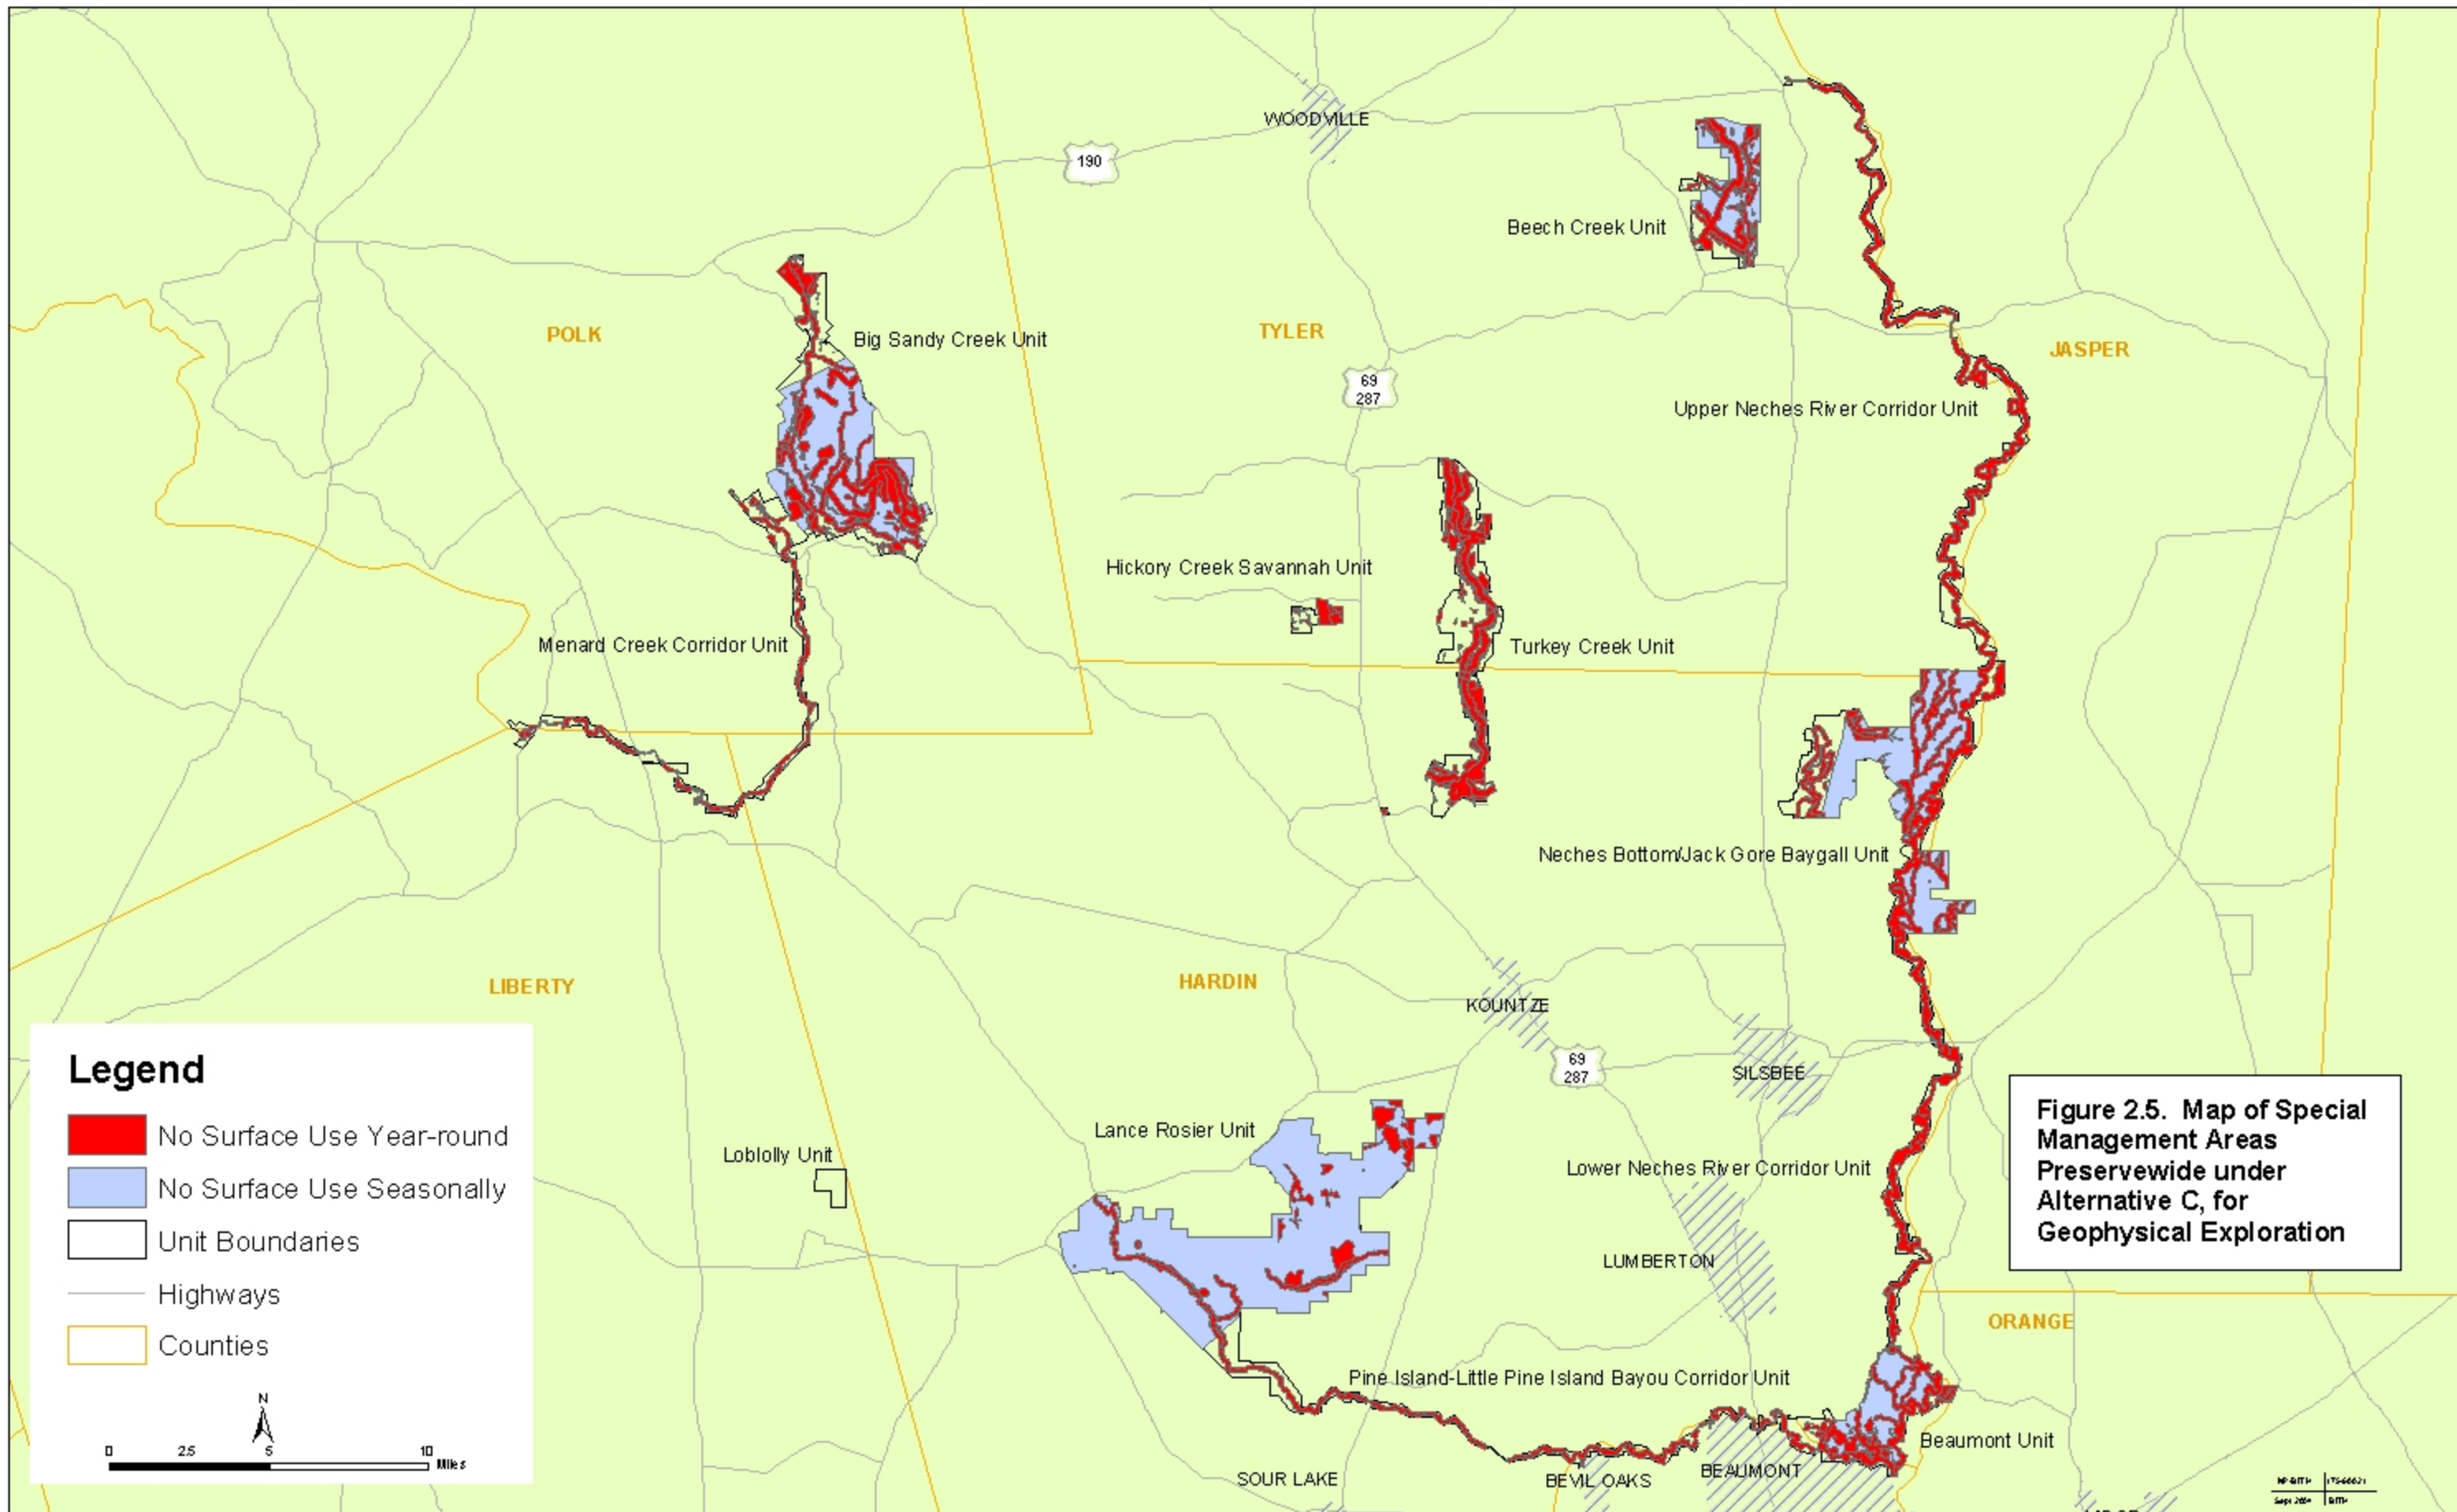 WOODVILLE
190
Beech Creek Unit
POLK
Big Sandy Creek Unit
TYLER
JASPER
69
287
Upper Neches River Corridor Unit
Hickory Creek Savannah Unit
Menard Creek Corridor Unit
Turkey Creek Unit
Neches Bottom/Jack Gore Baygall Unit
LIBERTY
HARDIN
KOUNTZE
69
287
SILSBEE
Lance Rosier Unit
Loblolly Unit
Lower Neches River Corridor Unit
LUMBERTON
ORANGE
Pine Island-Little Pine Island Bayou Corridor Unit
Beaumont Unit
SOUR LAKE
BEVIL OAKS
BEAUMONT
Legend
No Surface Use Year-round
No Surface Use Seasonally
Unit Boundaries
Highways
Counties
N
0 2.5 5 10
Miles
Figure 2.5. Map of Special
Management Areas
Preservewide under
Alternative C, for
Geophysical Exploration
Sept 2004 BITH